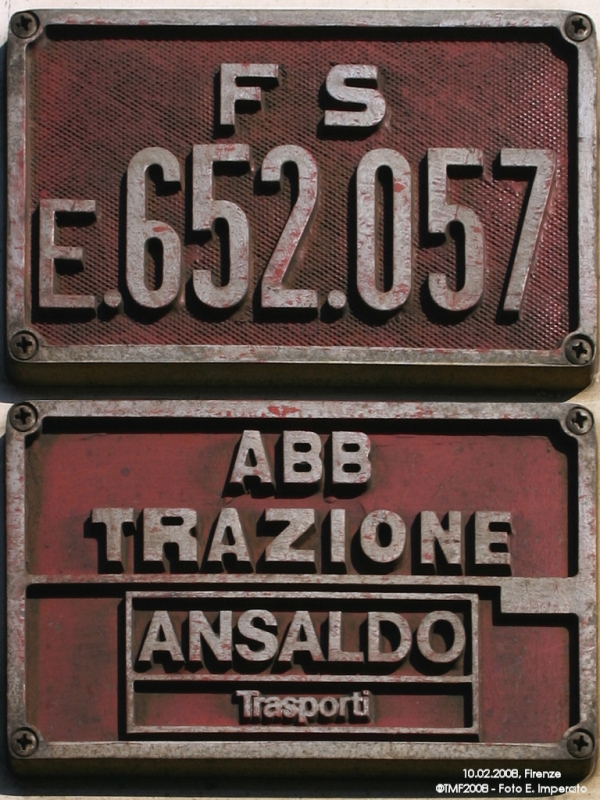 F S
E.652.057
ABB
TRAZIONE
ANSALDO
Trasporti
10.02.2008, Firenze
©TMF2008 - Foto E. Imperato